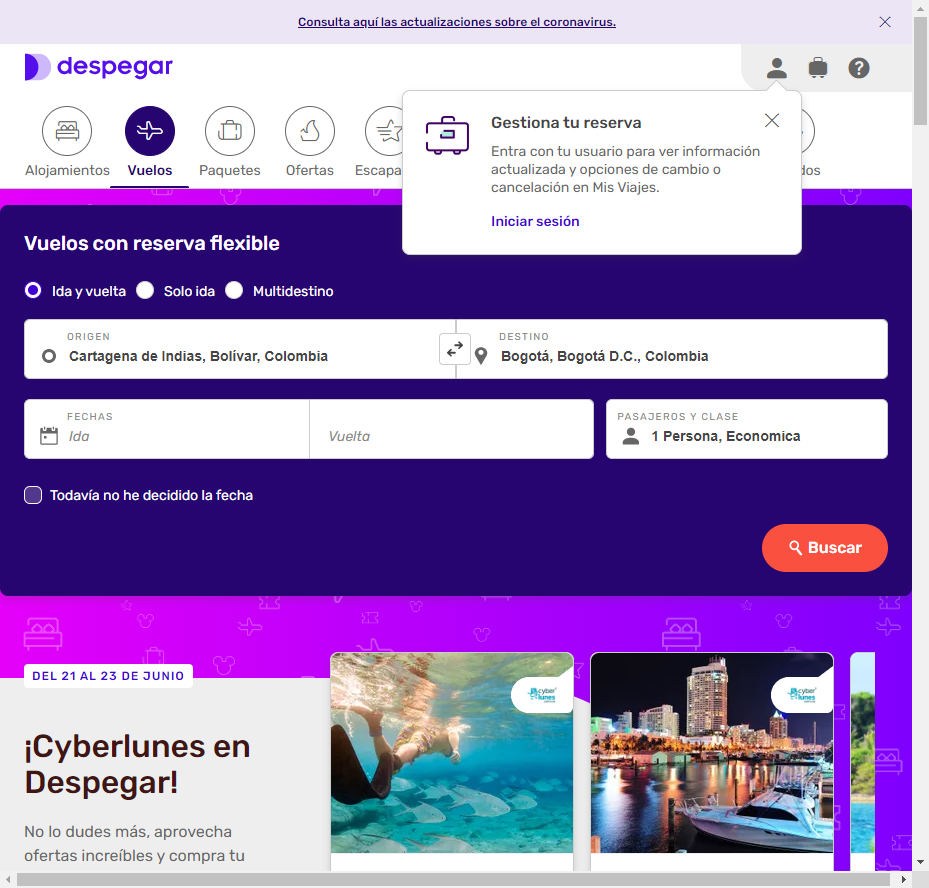 Consulta aquí las actualizaciones sobre el coronavirus.
despegar
Alojamientos
Vuelos
Paquetes
Ofertas
Escapa
dos
Gestiona tu reserva
Entra con tu usuario para ver información
actualizada y opciones de cambio o
cancelación en Mis Viajes.
Iniciar sesión
Vuelos con reserva flexible
Ida y vuelta
Solo ida
Multidestino
ORIGEN
Cartagena de Indias, Bolívar, Colombia
DESTINO
Bogotá, Bogotá D.C., Colombia
FECHAS
Ida
Vuelta
PASAJEROS Y CLASE
1 Persona, Economica
Todavía no he decidido la fecha
Buscar
DEL 21 AL 23 DE JUNIO
¡Cyberlunes en
Despegar!
No lo dudes más, aprovecha
ofertas increíbles y compra tu
cyber
lunes
cyber
lunes